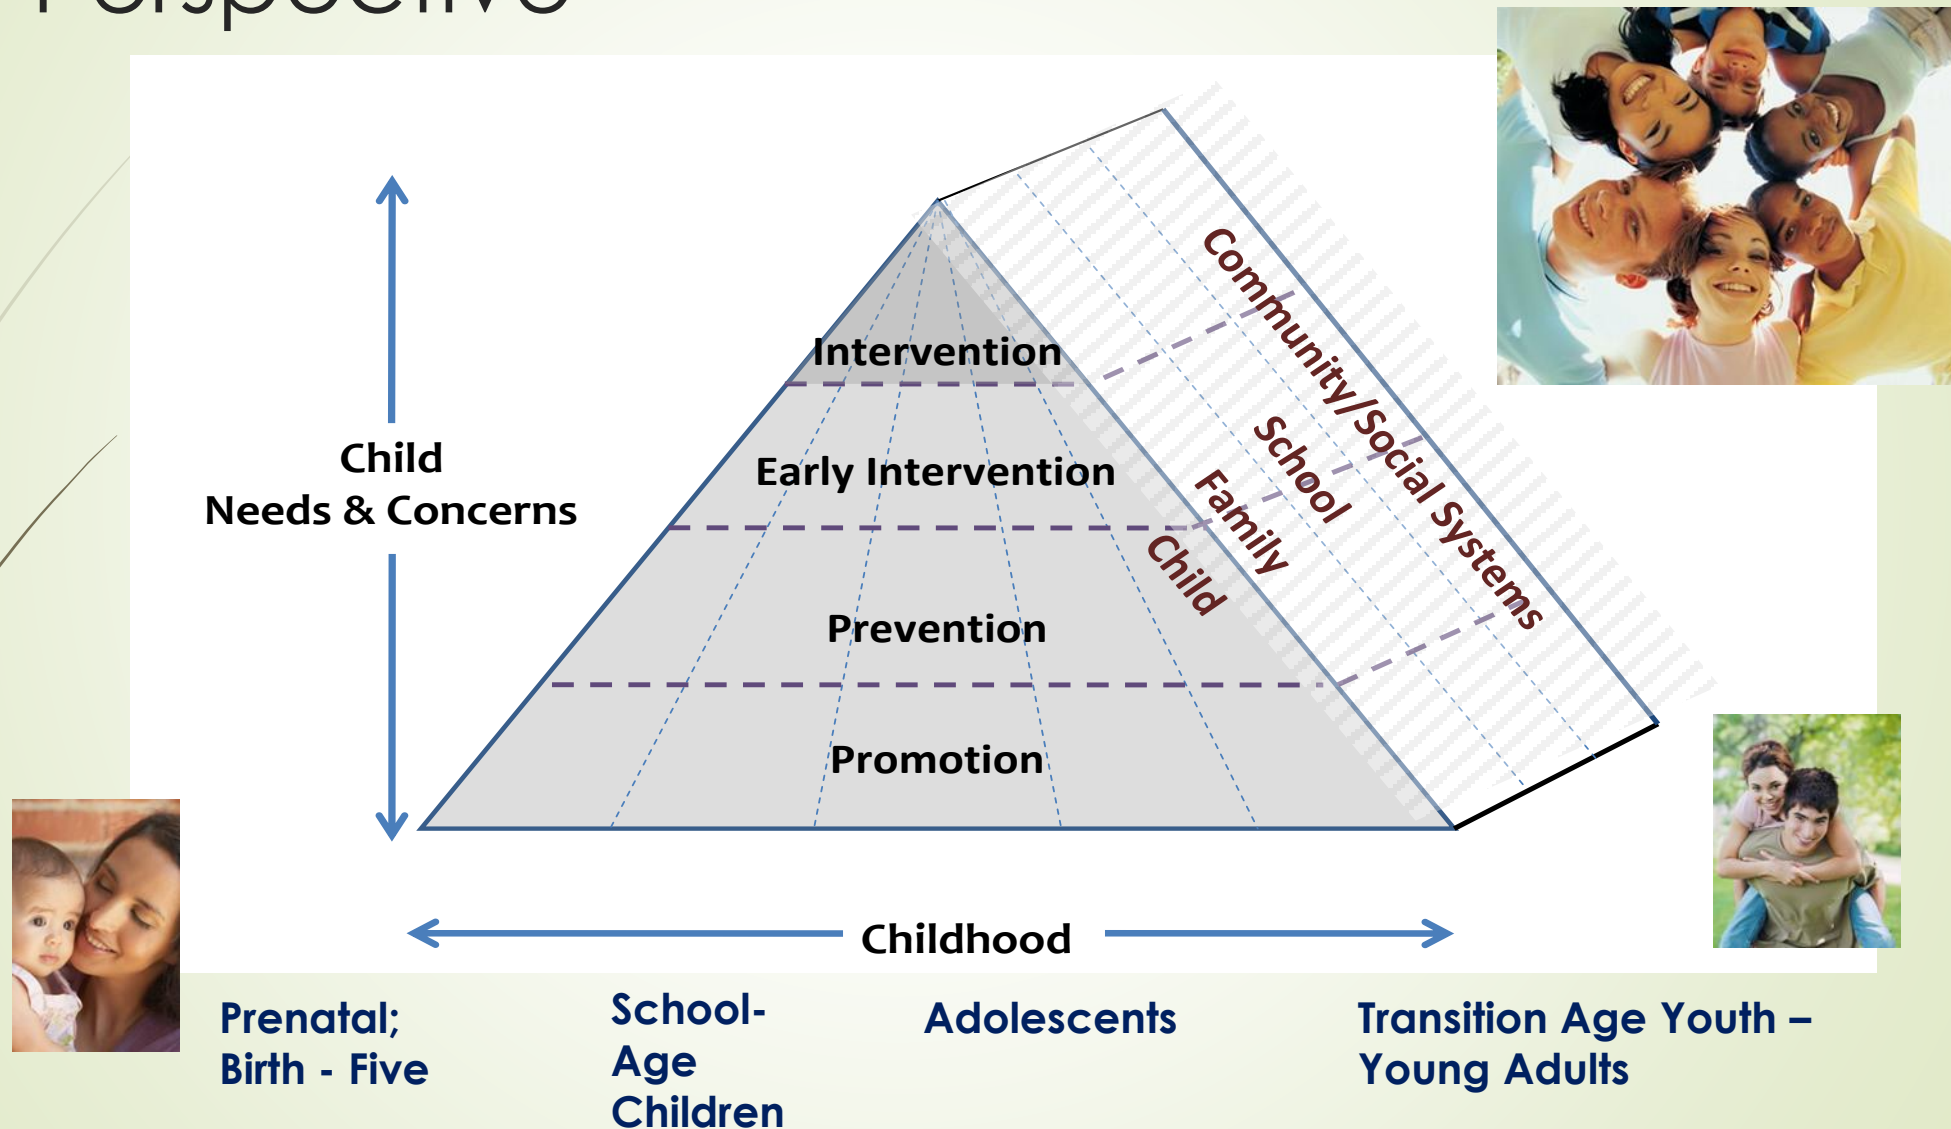 Perspective
Community/Social Systems
School
Family
Child
Intervention
Early Intervention
Prevention
Promotion
Child
Needs & Concerns
Childhood
Prenatal;
Birth - Five
School-
Age
Children
Adolescents
Transition Age Youth –
Young Adults